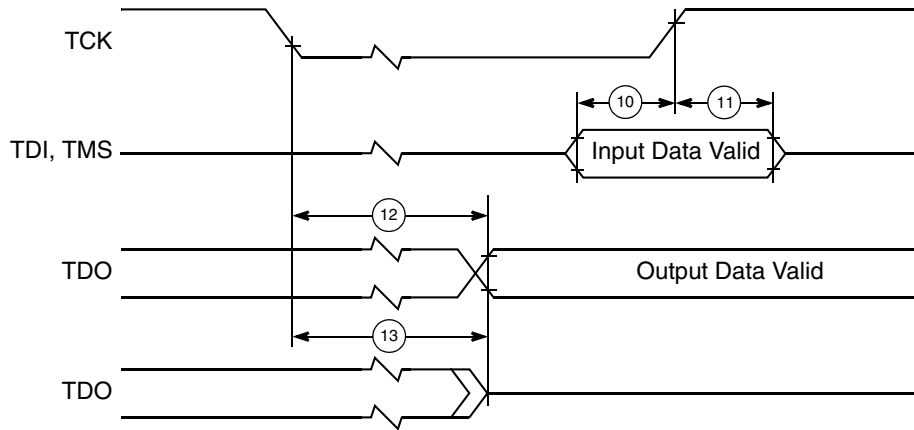 TCK
10
11
TDI, TMS
Input Data Valid
12
TDO
Output Data Valid
13
TDO